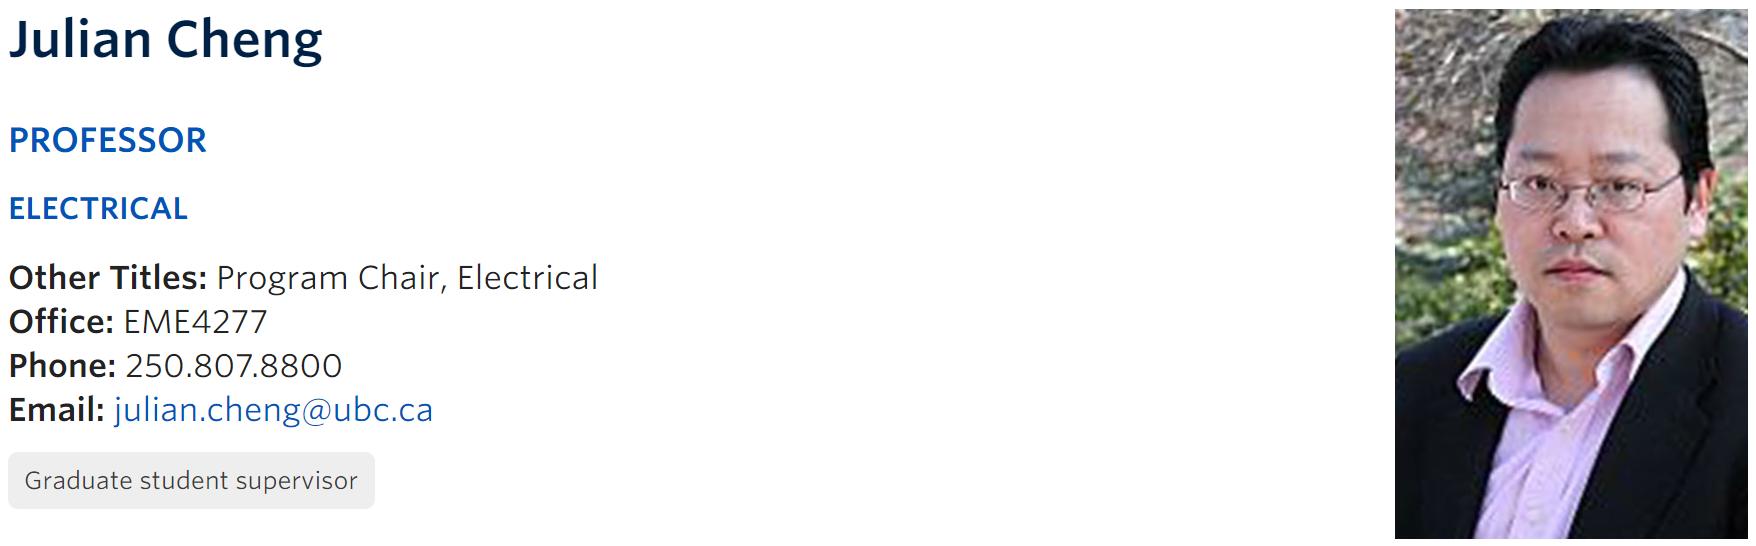 Julian Cheng
PROFESSOR
ELECTRICAL
Other Titles: Program Chair, Electrical
Office: EME4277
Phone: 250.807.8800
Email: julian.cheng@ubc.ca
Graduate student supervisor